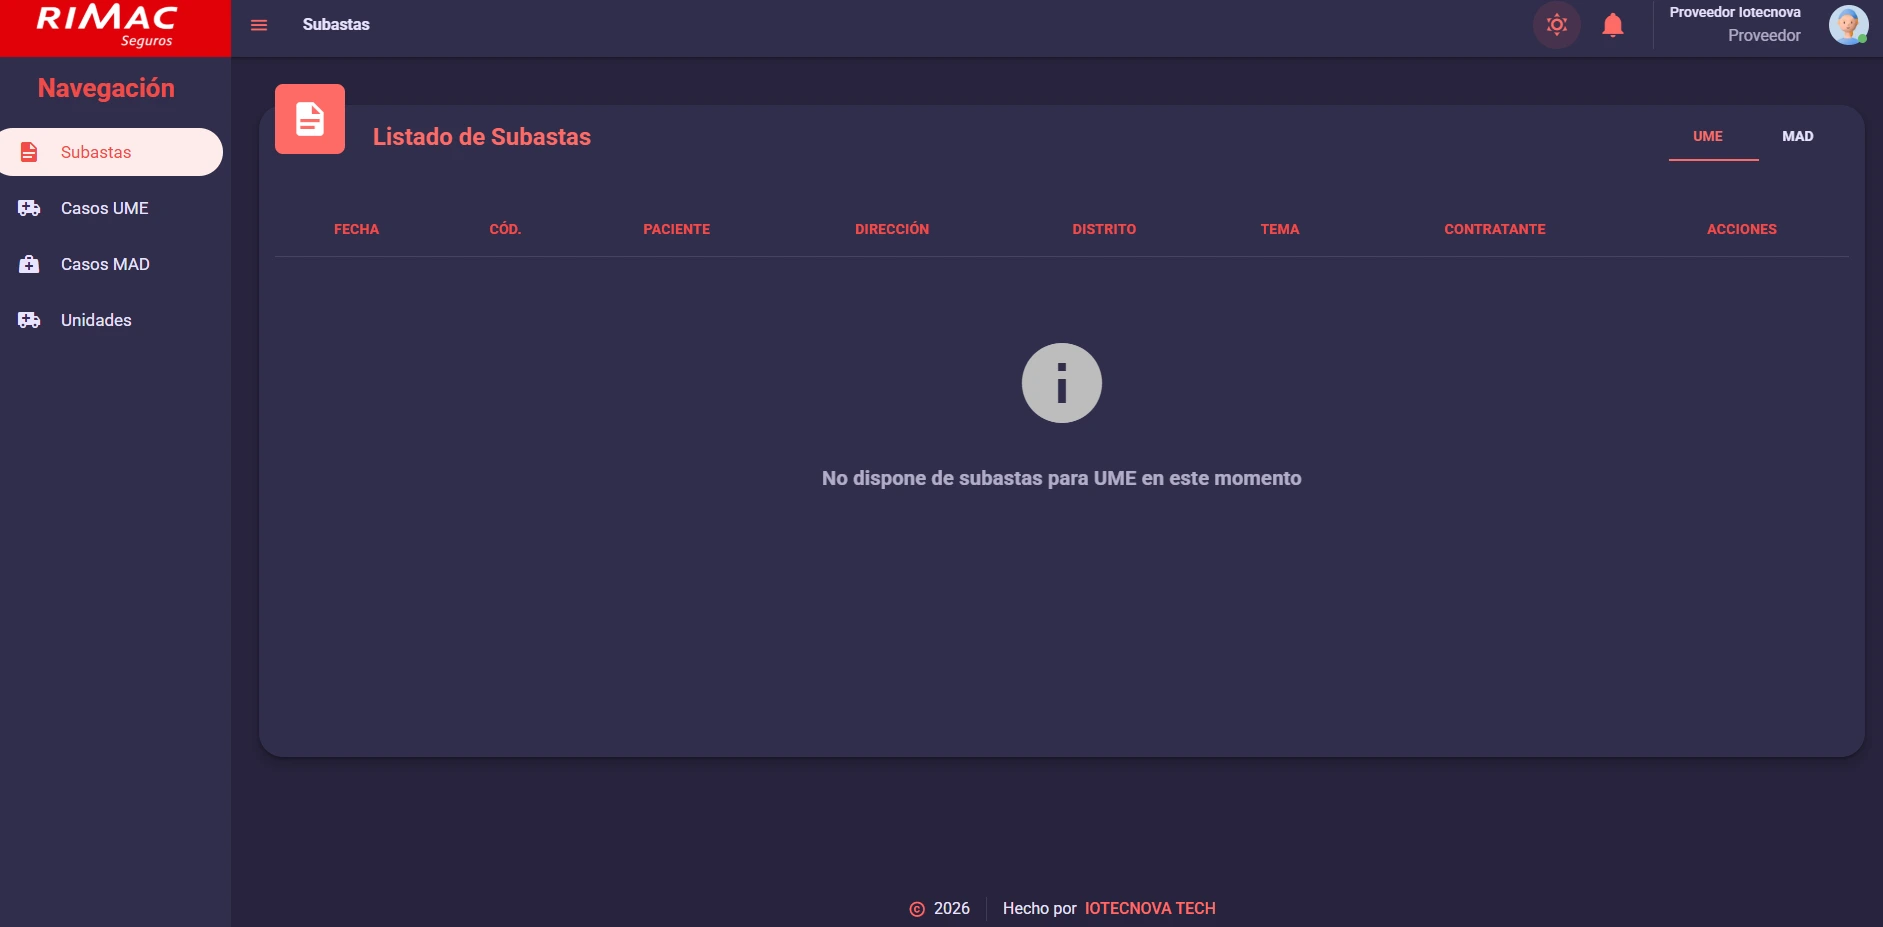 RIMAC
Seguros
Subastas
Proveedor Iotecnova
Proveedor
Navegación
Subastas
Casos UME
Casos MAD
Unidades
Listado de Subastas
UME
MAD
FECHA
CÓD.
PACIENTE
DIRECCIÓN
DISTRITO
TEMA
CONTRATANTE
ACCIONES
No dispone de subastas para UME en este momento
© 2026
Hecho por IOTECNOVA TECH